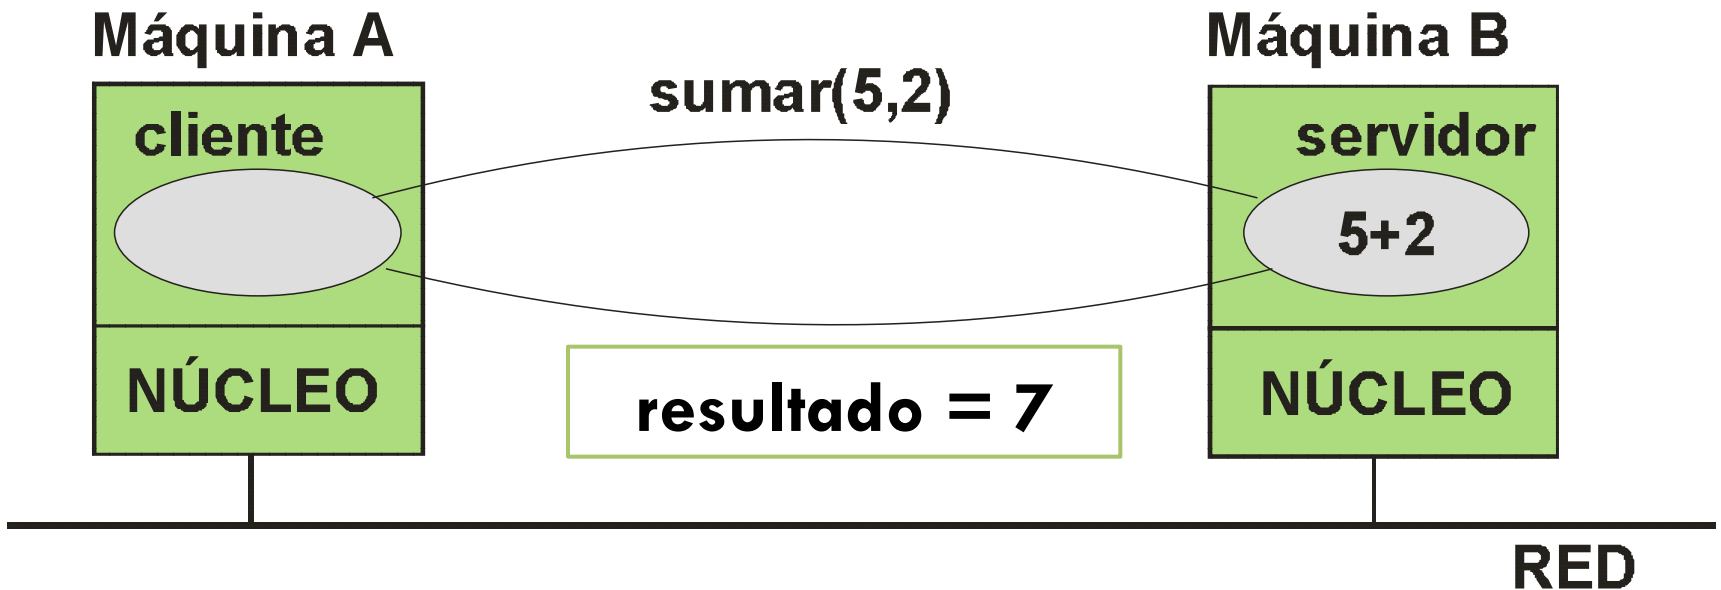 Máquina A
Máquina B
sumar(5,2)
cliente
servidor
5+2
NÚCLEO
resultado = 7
NÚCLEO
RED